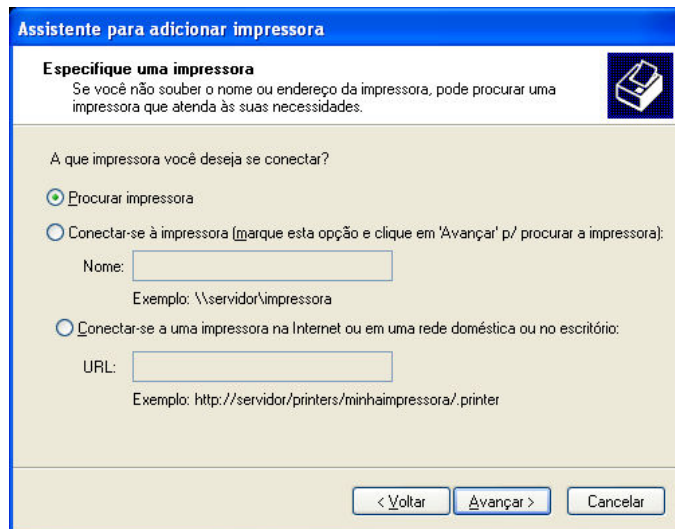 Assistente para adicionar impressora
Especifique uma impressora
Se você não souber o nome ou endereço da impressora, pode procurar uma
impressora que atenda às suas necessidades.
A que impressora você deseja se conectar?
Procurar impressora
Conectar-se à impressora (marque esta opção e clique em 'Avançar' p/ procurar a impressora):
Nome:
Exemplo: \\servidor\impressora
Conectar-se a uma impressora na Internet ou em uma rede doméstica ou no escritório:
URL:
Exemplo: http://servidor/printers/minhaimpressora/.printer
< Voltar Avançar > Cancelar